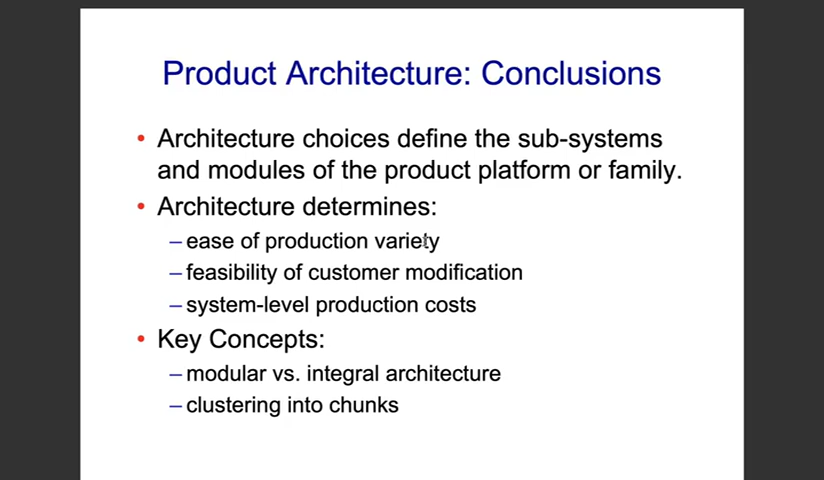 Product Architecture: Conclusions
• Architecture choices define the sub-systems
and modules of the product platform or family.
• Architecture determines:
– ease of production variety
– feasibility of customer modification
– system-level production costs
• Key Concepts:
– modular vs. integral architecture
– clustering into chunks